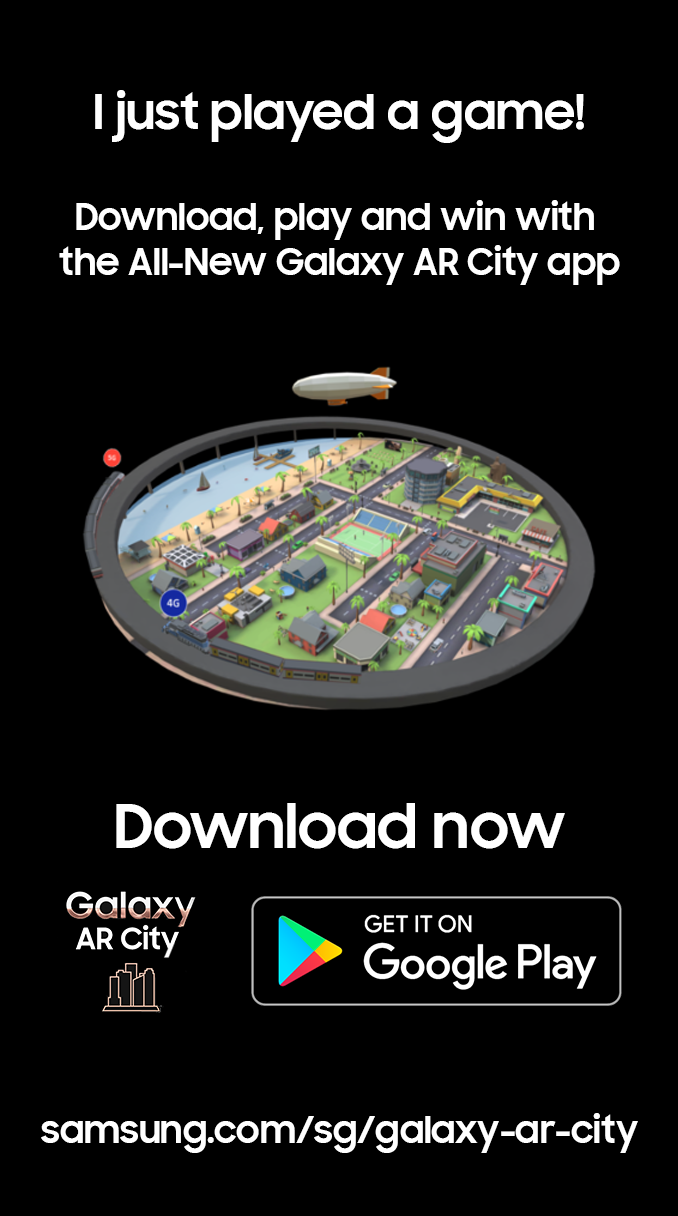 I just played a game!
Download, play and win with
the All-New Galaxy AR City app
5G
4G
Download now
Galaxy
AR City
GET IT ON
Google Play
samsung.com/sg/galaxy-ar-city